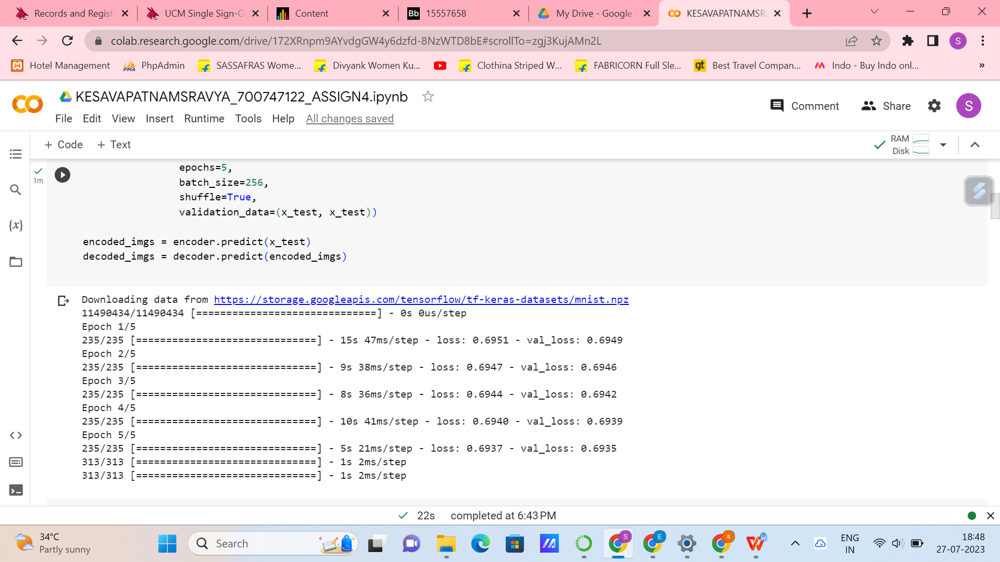 Records and Regist
UCM Single Sign-O
Content
Bb 15557658
My Drive - Google
KESAVAPATNAMSR
colab.research.google.com/drive/172XRnpm9AYvdgGW4y6dzfd-8NzWTD8bE#scrollTo=zgj3KujAMn2L
S
Hotel Management
PMA PhpAdmin
SASSAFRAS Wome...
Divyank Women Ku...
Clothina Striped W...
FABRICORN Full Sle...
gt Best Travel Compan...
Indo - Buy Indo onl...
»
KESAVAPATNAMSRAVYA_700747122_ASSIGN4.ipynb
Comment
Share
S
File Edit View Insert Runtime Tools Help All changes saved
+ Code + Text
RAM
Disk
1m
epochs=5,
batch_size=256,
shuffle=True,
validation_data=(x_test, x_test))
{x}
encoded_imgs = encoder.predict(x_test)
decoded_imgs = decoder.predict(encoded_imgs)
Downloading data from https://storage.googleapis.com/tensorflow/tf-keras-datasets/mnist.npz
11490434/11490434 [==============================] - 0s 0us/step
Epoch 1/5
235/235 [==============================] - 15s 47ms/step - loss: 0.6951 - val_loss: 0.6949
Epoch 2/5
235/235 [==============================] - 9s 38ms/step - loss: 0.6947 - val_loss: 0.6946
Epoch 3/5
235/235 [==============================] - 8s 36ms/step - loss: 0.6944 - val_loss: 0.6942
Epoch 4/5
235/235 [==============================] - 10s 41ms/step - loss: 0.6940 - val_loss: 0.6939
Epoch 5/5
235/235 [==============================] - 5s 21ms/step - loss: 0.6937 - val_loss: 0.6935
313/313 [==============================] - 1s 2ms/step
313/313 [==============================] - 1s 2ms/step
22s completed at 6:43 PM
34°C
Partly sunny
Search
S
E
S
W
ENG
IN
18:48
27-07-2023